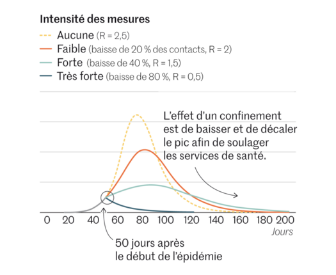 Intensité des mesures
Aucune (R = 2,5)
Faible (baisse de 20 % des contacts, R = 2)
Forte (baisse de 40 %, R = 1,5)
Très forte (baisse de 80 %, R = 0,5)
L'effet d'un confinement
est de baisser et de décaler
le pic afin de soulager
les services de santé.
0 20 40 60 80 100 120 140 160 180 200
Jours
50 jours après
le début de l'épidémie